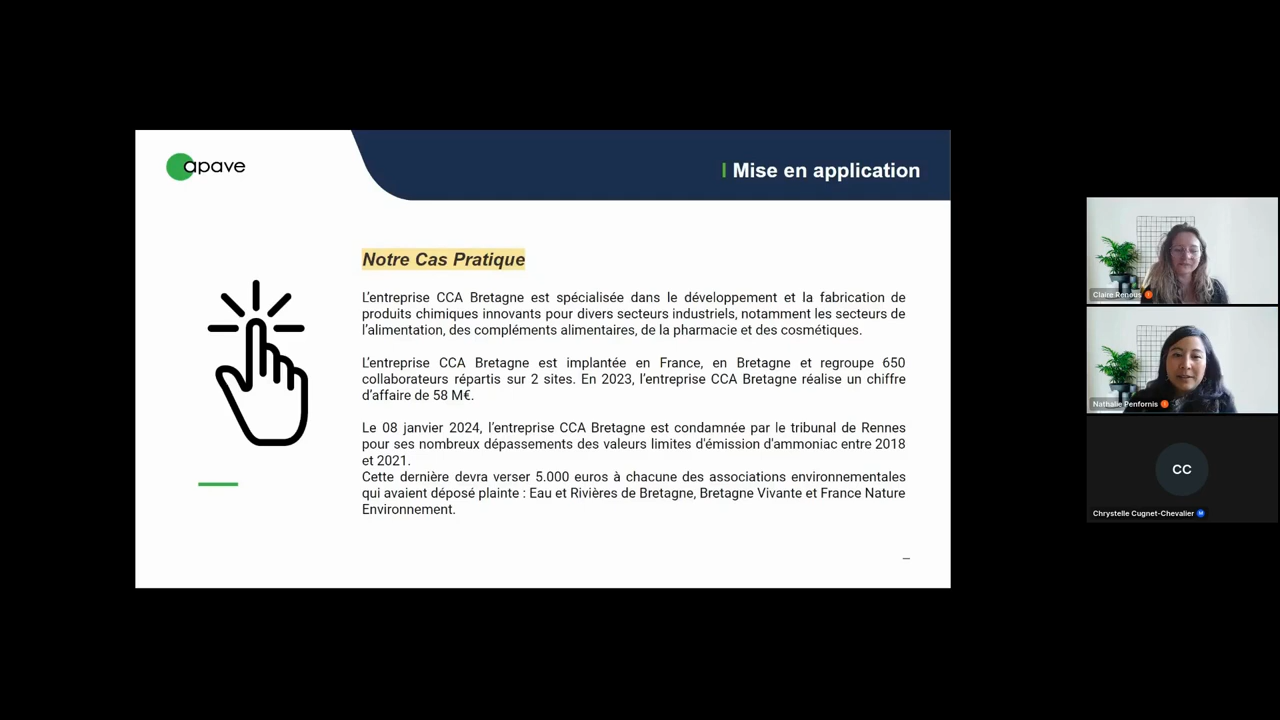 apave
Mise en application
Notre Cas Pratique
L’entreprise CCA Bretagne est spécialisée dans le développement et la fabrication de
produits chimiques innovants pour divers secteurs industriels, notamment les secteurs de
l’alimentation, des compléments alimentaires, de la pharmacie et des cosmétiques.
L’entreprise CCA Bretagne est implantée en France, en Bretagne et regroupe 650
collaborateurs répartis sur 2 sites. En 2023, l’entreprise CCA Bretagne réalise un chiffre
d’affaire de 58 M€.
Le 08 janvier 2024, l’entreprise CCA Bretagne est condamnée par le tribunal de Rennes
pour ses nombreux dépassements des valeurs limites d'émission d'ammoniac entre 2018
et 2021.
Cette dernière devra verser 5.000 euros à chacune des associations environnementales
qui avaient déposé plainte : Eau et Rivières de Bretagne, Bretagne Vivante et France Nature
Environnement.
Claire Renous
Nathalie Penfornis
CC
Chrystelle Cugnet-Chevalier